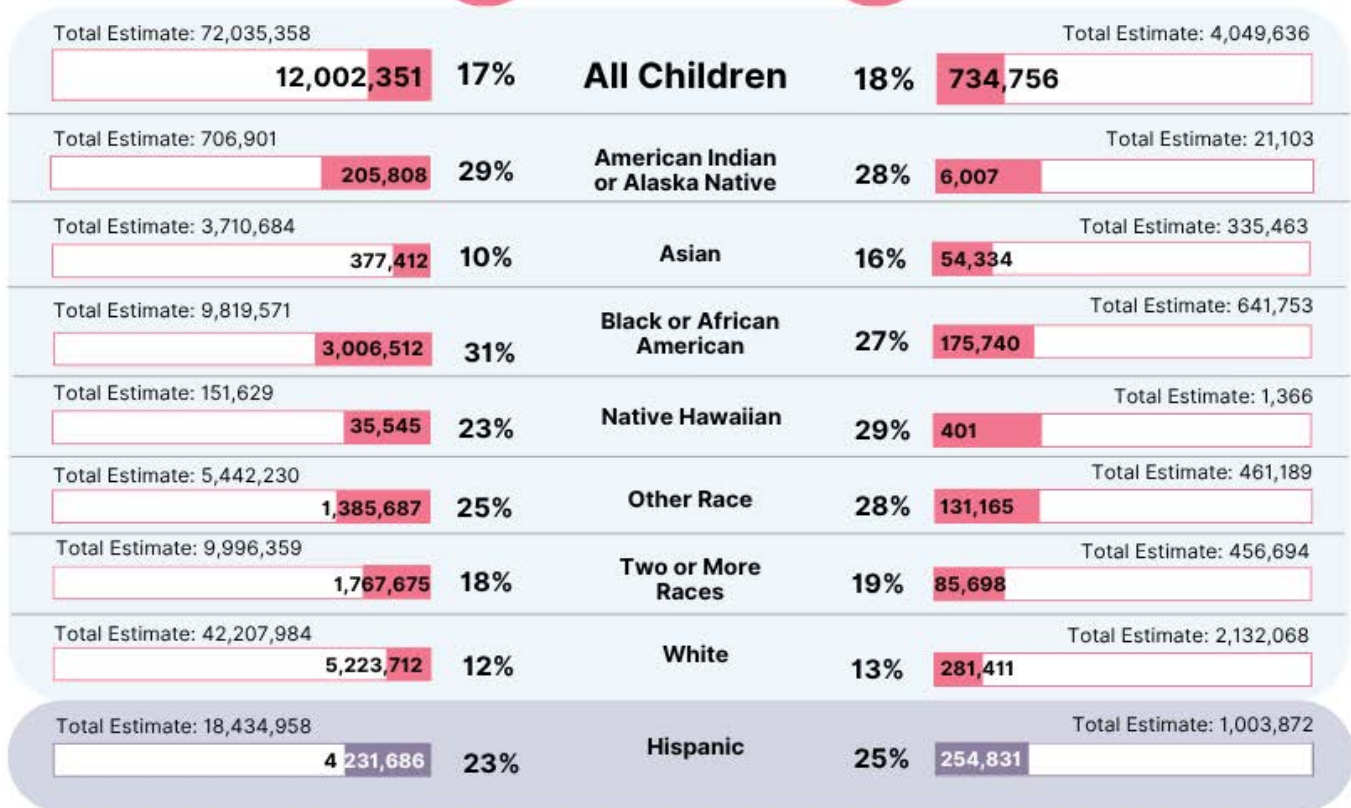 Total Estimate: 72,035,358
Total Estimate: 4,049,636
12,002,351 17% All Children 18% 734,756
Total Estimate: 706,901
Total Estimate: 21,103
American Indian
or Alaska Native
205,808 29% 28% 6,007
Total Estimate: 3,710,684
Total Estimate: 335,463
377,412 10% Asian 16% 54,334
Total Estimate: 9,819,571
Total Estimate: 641,753
Black or African
American
3,006,512 31% 27% 175,740
Total Estimate: 151,629
Total Estimate: 1,366
35,545 23% Native Hawaiian 29% 401
Total Estimate: 5,442,230
Total Estimate: 461,189
1,385,687 25% Other Race 28% 131,165
Total Estimate: 9,996,359
Total Estimate: 456,694
Two or More
Races
1,767,675 18% 19% 85,698
Total Estimate: 42,207,984
Total Estimate: 2,132,068
5,223,712 12% White 13% 281,411
Total Estimate: 18,434,958
Total Estimate: 1,003,872
4 231,686 23% Hispanic 25% 254,831